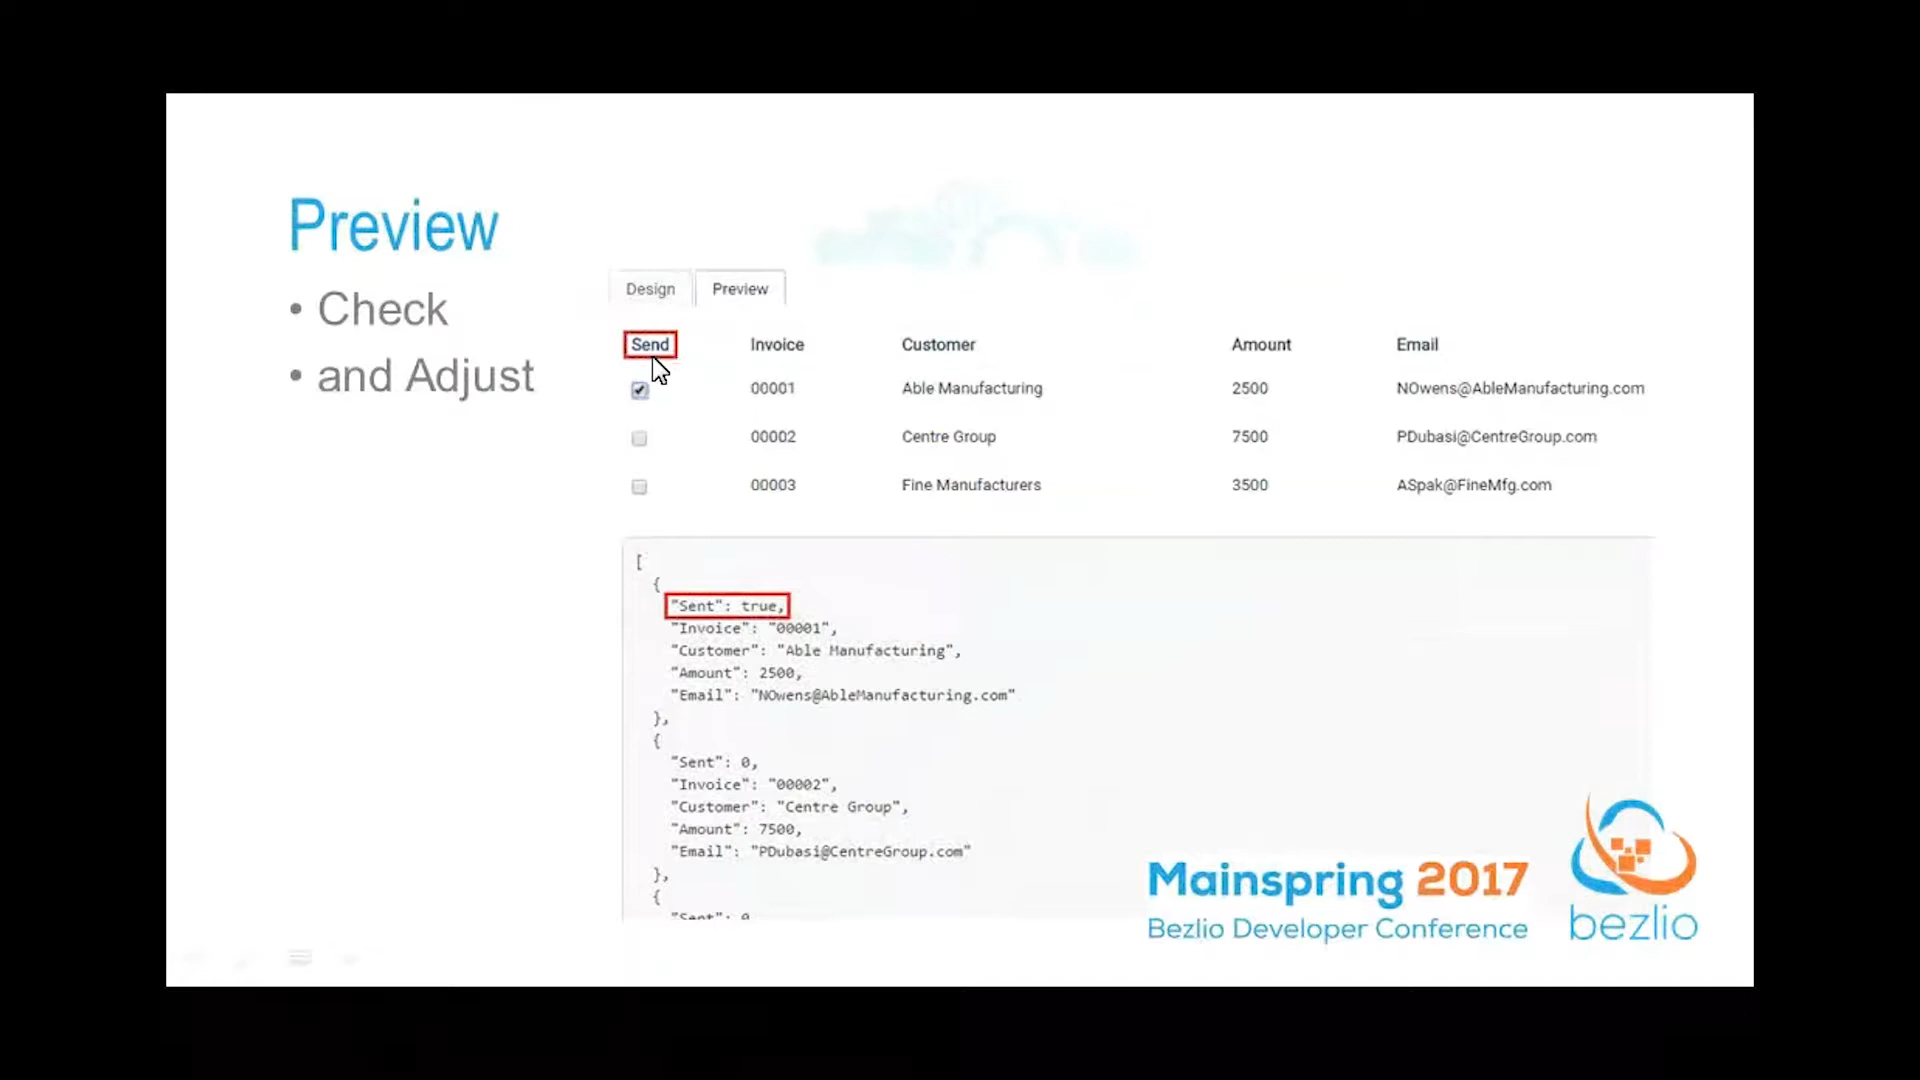 Preview
• Check
• and Adjust
Design Preview
Send Invoice Customer Amount Email
00001 Able Manufacturing 2500 NOwens@AbleManufacturing.com
00002 Centre Group 7500 PDubasi@CentreGroup.com
00003 Fine Manufacturers 3500 ASpak@FineMfg.com
[
{
"Sent": true,
"Invoice": "00001",
"Customer": "Able Manufacturing",
"Amount": 2500,
"Email": "NOwens@AbleManufacturing.com"
},
{
"Sent": 0,
"Invoice": "00002",
"Customer": "Centre Group",
"Amount": 7500,
"Email": "PDubasi@CentreGroup.com"
},
{
"Sent": 0
Mainspring 2017
Bezlio Developer Conference
bezlio